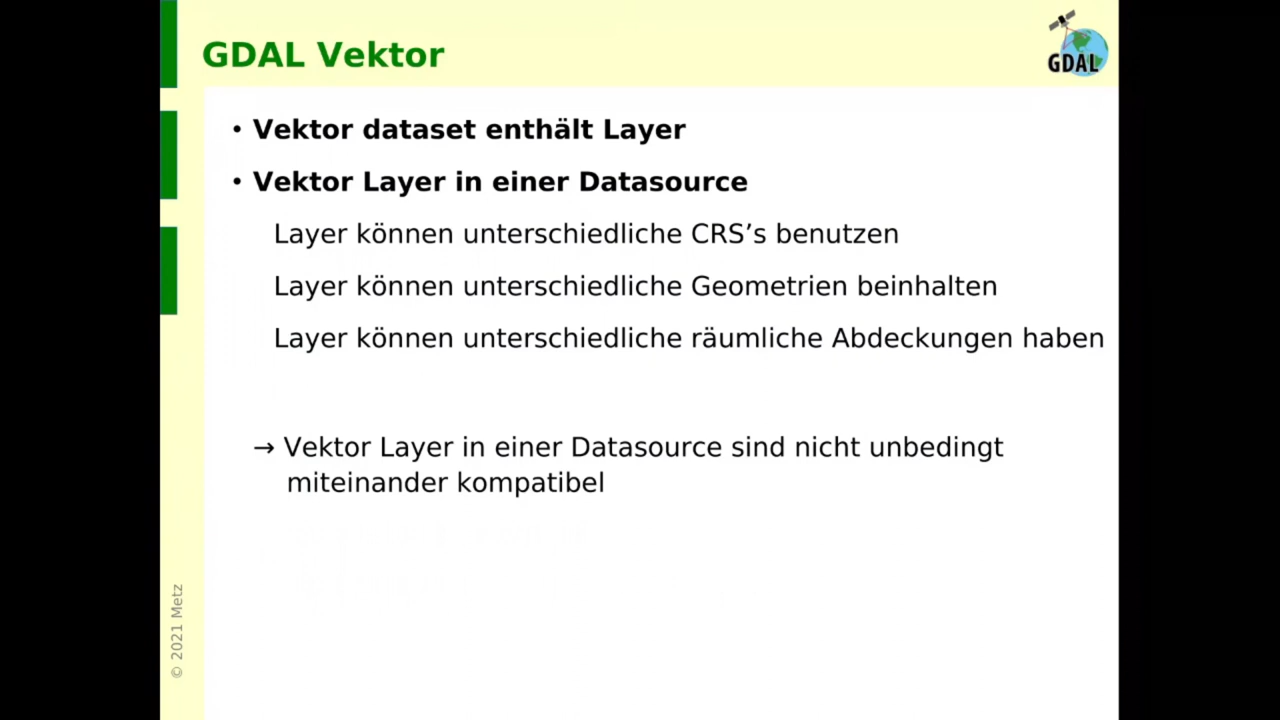 GDAL Vektor
GDAL
• Vektor dataset enthält Layer
• Vektor Layer in einer Datasource
Layer können unterschiedliche CRS’s benutzen
Layer können unterschiedliche Geometrien beinhalten
Layer können unterschiedliche räumliche Abdeckungen haben
→ Vektor Layer in einer Datasource sind nicht unbedingt
miteinander kompatibel
© 2021 Metz